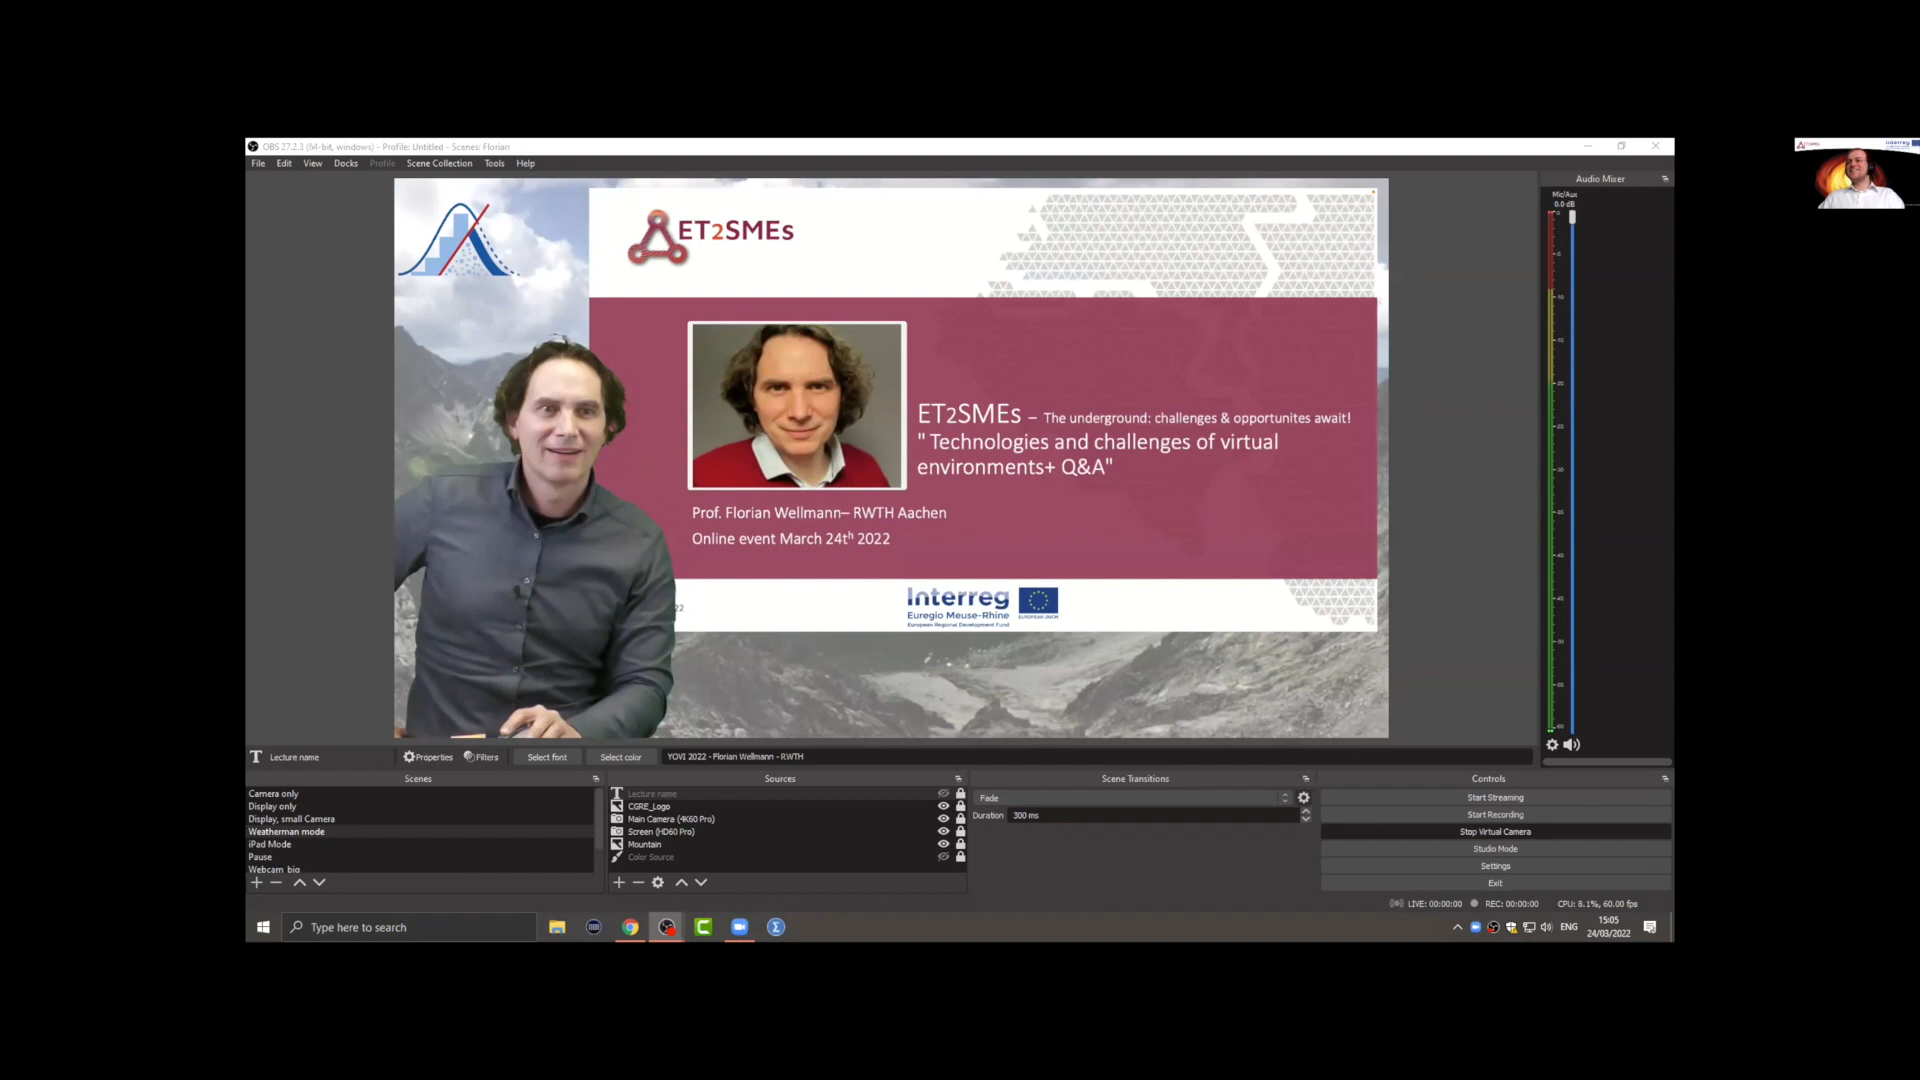 OBS 27.2.3 (64-bit, windows) - Profile: Untitled - Scenes: Florian
File Edit View Docks Profile Scene Collection Tools Help
Audio Mixer
Mic/Aux
0.0 dB
ET2SMEs
ET2SMEs – The underground: challenges & opportunites await!
" Technologies and challenges of virtual
environments+ Q&A"
Prof. Florian Wellmann– RWTH Aachen
Online event March 24th 2022
22
Interreg
Euregio Meuse-Rhine
European Regional Development Fund
EUROPEAN UNION
Lecture name Properties Filters Select font Select color YOVI 2022 - Florian Wellmann - RWTH
Scenes
Camera only
Display only
Display, small Camera
Weatherman mode
iPad Mode
Pause
Webcam big
Sources
Lecture name
CGRE_Logo
Main Camera (4K60 Pro)
Screen (HD60 Pro)
Mountain
Color Source
Scene Transitions
Fade
Duration 300 ms
Controls
Start Streaming
Start Recording
Stop Virtual Camera
Studio Mode
Settings
Exit
LIVE: 00:00:00 REC: 00:00:00 CPU: 8.1%, 60.00 fps
Type here to search
ENG
15:05
24/03/2022